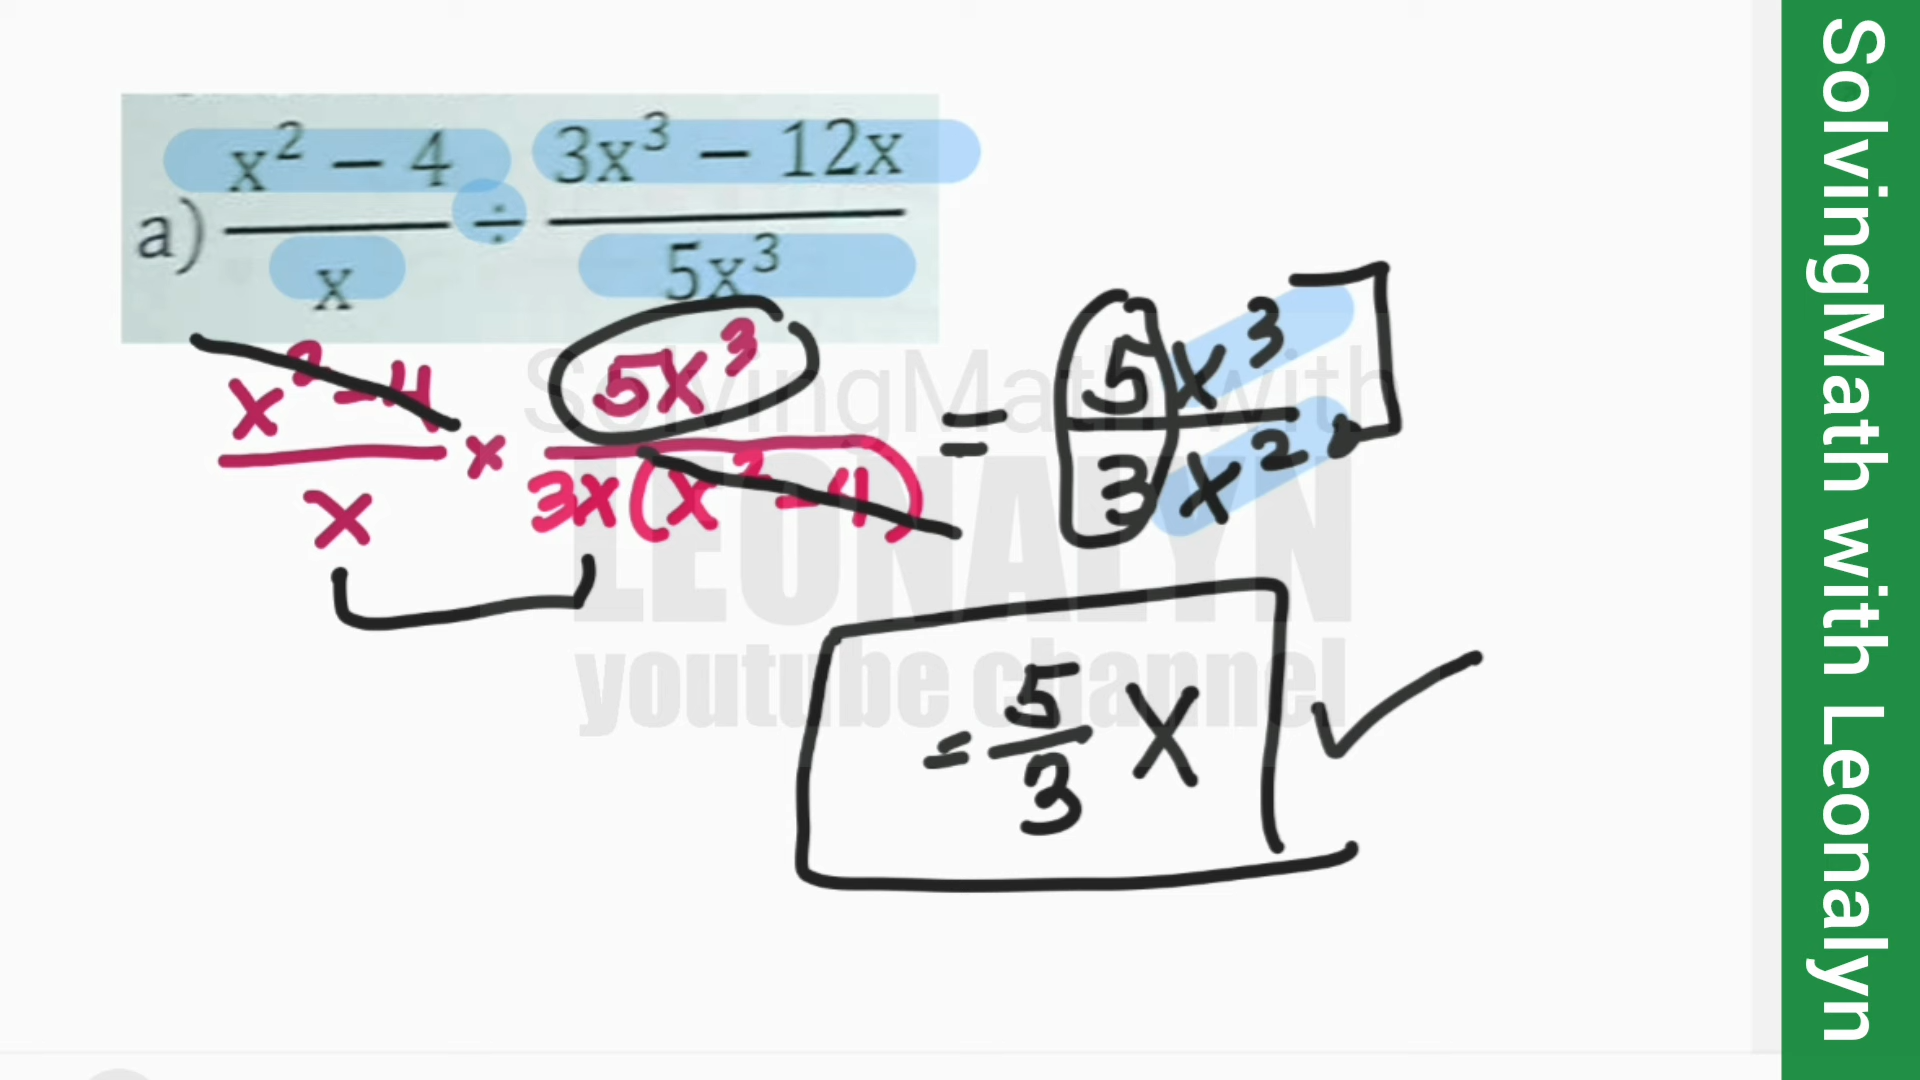 a) x² − 4 / x ÷ 3x³ − 12x / 5x³
x² − 4 / x × 5x³ / 3x(x² − 4) = 5x³ / 3x²
= 5/3 x ✓
SolvingMath with
LEONALYN
youtube channel
SolvingMath with Leonalyn